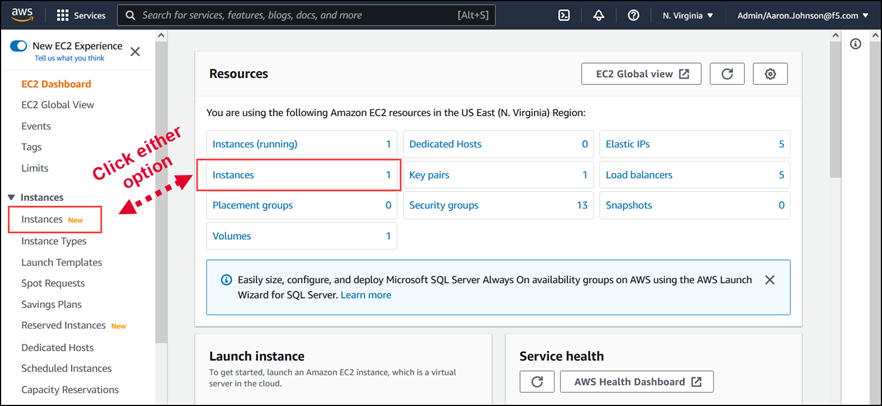 aws
Services
Search for services, features, blogs, docs, and more
[Alt+S]
N. Virginia ▼
Admin/Aaron.Johnson@f5.com ▼
New EC2 Experience
Tell us what you think
EC2 Dashboard
EC2 Global View
Events
Tags
Limits
Instances
Instances New
Instance Types
Launch Templates
Spot Requests
Savings Plans
Reserved Instances New
Dedicated Hosts
Scheduled Instances
Capacity Reservations
Click either
option
Resources
EC2 Global view
You are using the following Amazon EC2 resources in the US East (N. Virginia) Region:
Instances (running) 1
Dedicated Hosts 0
Elastic IPs 5
Instances 1
Key pairs 1
Load balancers 5
Placement groups 0
Security groups 13
Snapshots 0
Volumes 1
Easily size, configure, and deploy Microsoft SQL Server Always On availability groups on AWS using the AWS Launch
Wizard for SQL Server. Learn more
Launch instance
To get started, launch an Amazon EC2 instance, which is a virtual
server in the cloud.
Service health
AWS Health Dashboard